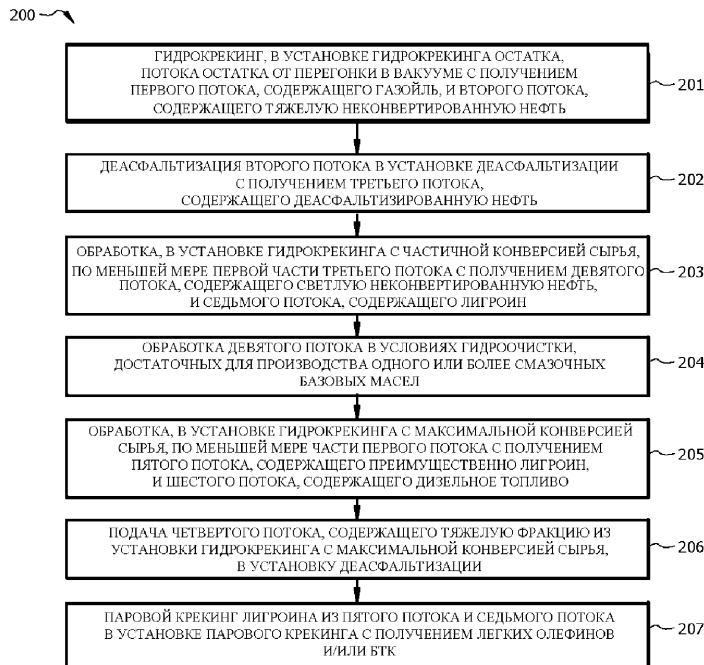 200
ГИДРОКРЕКИНГ, В УСТАНОВКЕ ГИДРОКРЕКИНГА ОСТАТКА,
ПОТОКА ОСТАТКА ОТ ПЕРЕГОНКИ В ВАКУУМЕ С ПОЛУЧЕНИЕМ
ПЕРВОГО ПОТОКА, СОДЕРЖАЩЕГО ГАЗОЙЛЬ, И ВТОРОГО ПОТОКА,
СОДЕРЖАЩЕГО ТЯЖЕЛУЮ НЕКОНВЕРТИРОВАННУЮ НЕФТЬ
201
ДЕАСФАЛЬТИЗАЦИЯ ВТОРОГО ПОТОКА В УСТАНОВКЕ ДЕАСФАЛЬТИЗАЦИИ
С ПОЛУЧЕНИЕМ ТРЕТЬЕГО ПОТОКА,
СОДЕРЖАЩЕГО ДЕАСФАЛЬТИЗИРОВАННУЮ НЕФТЬ
202
ОБРАБОТКА, В УСТАНОВКЕ ГИДРОКРЕКИНГА С ЧАСТИЧНОЙ КОНВЕРСИЕЙ СЫРЬЯ,
ПО МЕНЬШЕЙ МЕРЕ ПЕРВОЙ ЧАСТИ ТРЕТЬЕГО ПОТОКА С ПОЛУЧЕНИЕМ ДЕВЯТОГО
ПОТОКА, СОДЕРЖАЩЕГО СВЕТЛУЮ НЕКОНВЕРТИРОВАННУЮ НЕФТЬ,
И СЕДЬМОГО ПОТОКА, СОДЕРЖАЩЕГО ЛИГРОИН
203
ОБРАБОТКА ДЕВЯТОГО ПОТОКА В УСЛОВИЯХ ГИДРООЧИСТКИ,
ДОСТАТОЧНЫХ ДЛЯ ПРОИЗВОДСТВА ОДНОГО ИЛИ БОЛЕЕ СМАЗОЧНЫХ
БАЗОВЫХ МАСЕЛ
204
ОБРАБОТКА, В УСТАНОВКЕ ГИДРОКРЕКИНГА С МАКСИМАЛЬНОЙ КОНВЕРСИЕЙ
СЫРЬЯ, ПО МЕНЬШЕЙ МЕРЕ ЧАСТИ ПЕРВОГО ПОТОКА С ПОЛУЧЕНИЕМ
ПЯТОГО ПОТОКА, СОДЕРЖАЩЕГО ПРЕИМУЩЕСТВЕННО ЛИГРОИН,
И ШЕСТОГО ПОТОКА, СОДЕРЖАЩЕГО ДИЗЕЛЬНОЕ ТОПЛИВО
205
ПОДАЧА ЧЕТВЕРТОГО ПОТОКА, СОДЕРЖАЩЕГО ТЯЖЕЛУЮ ФРАКЦИЮ ИЗ
УСТАНОВКИ ГИДРОКРЕКИНГА С МАКСИМАЛЬНОЙ КОНВЕРСИЕЙ СЫРЬЯ,
В УСТАНОВКУ ДЕАСФАЛЬТИЗАЦИИ
206
ПАРОВОЙ КРЕКИНГ ЛИГРОИНА ИЗ ПЯТОГО ПОТОКА И СЕДЬМОГО ПОТОКА
В УСТАНОВКЕ ПАРОВОГО КРЕКИНГА С ПОЛУЧЕНИЕМ ЛЕГКИХ ОЛЕФИНОВ
И/ИЛИ БТК
207